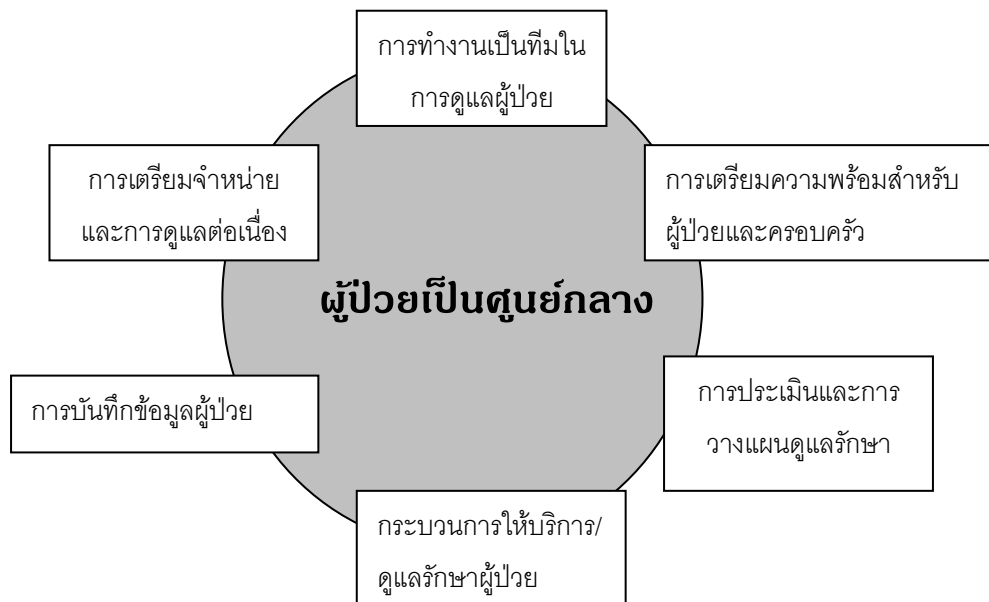 การทำงานเป็นทีมใน
การดูแลผู้ป่วย
การเตรียมจำหน่าย
และการดูแลต่อเนื่อง
การเตรียมความพร้อมสำหรับ
ผู้ป่วยและครอบครัว
ผู้ป่วยเป็นศูนย์กลาง
การบันทึกข้อมูลผู้ป่วย
การประเมินและการ
วางแผนดูแลรักษา
กระบวนการให้บริการ/
ดูแลรักษาผู้ป่วย